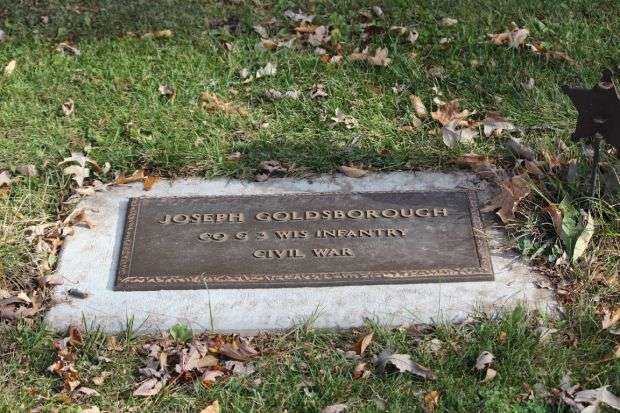 JOSEPH GOLDSBOROUGH
CO G 3 WIS INFANTRY
CIVIL WAR